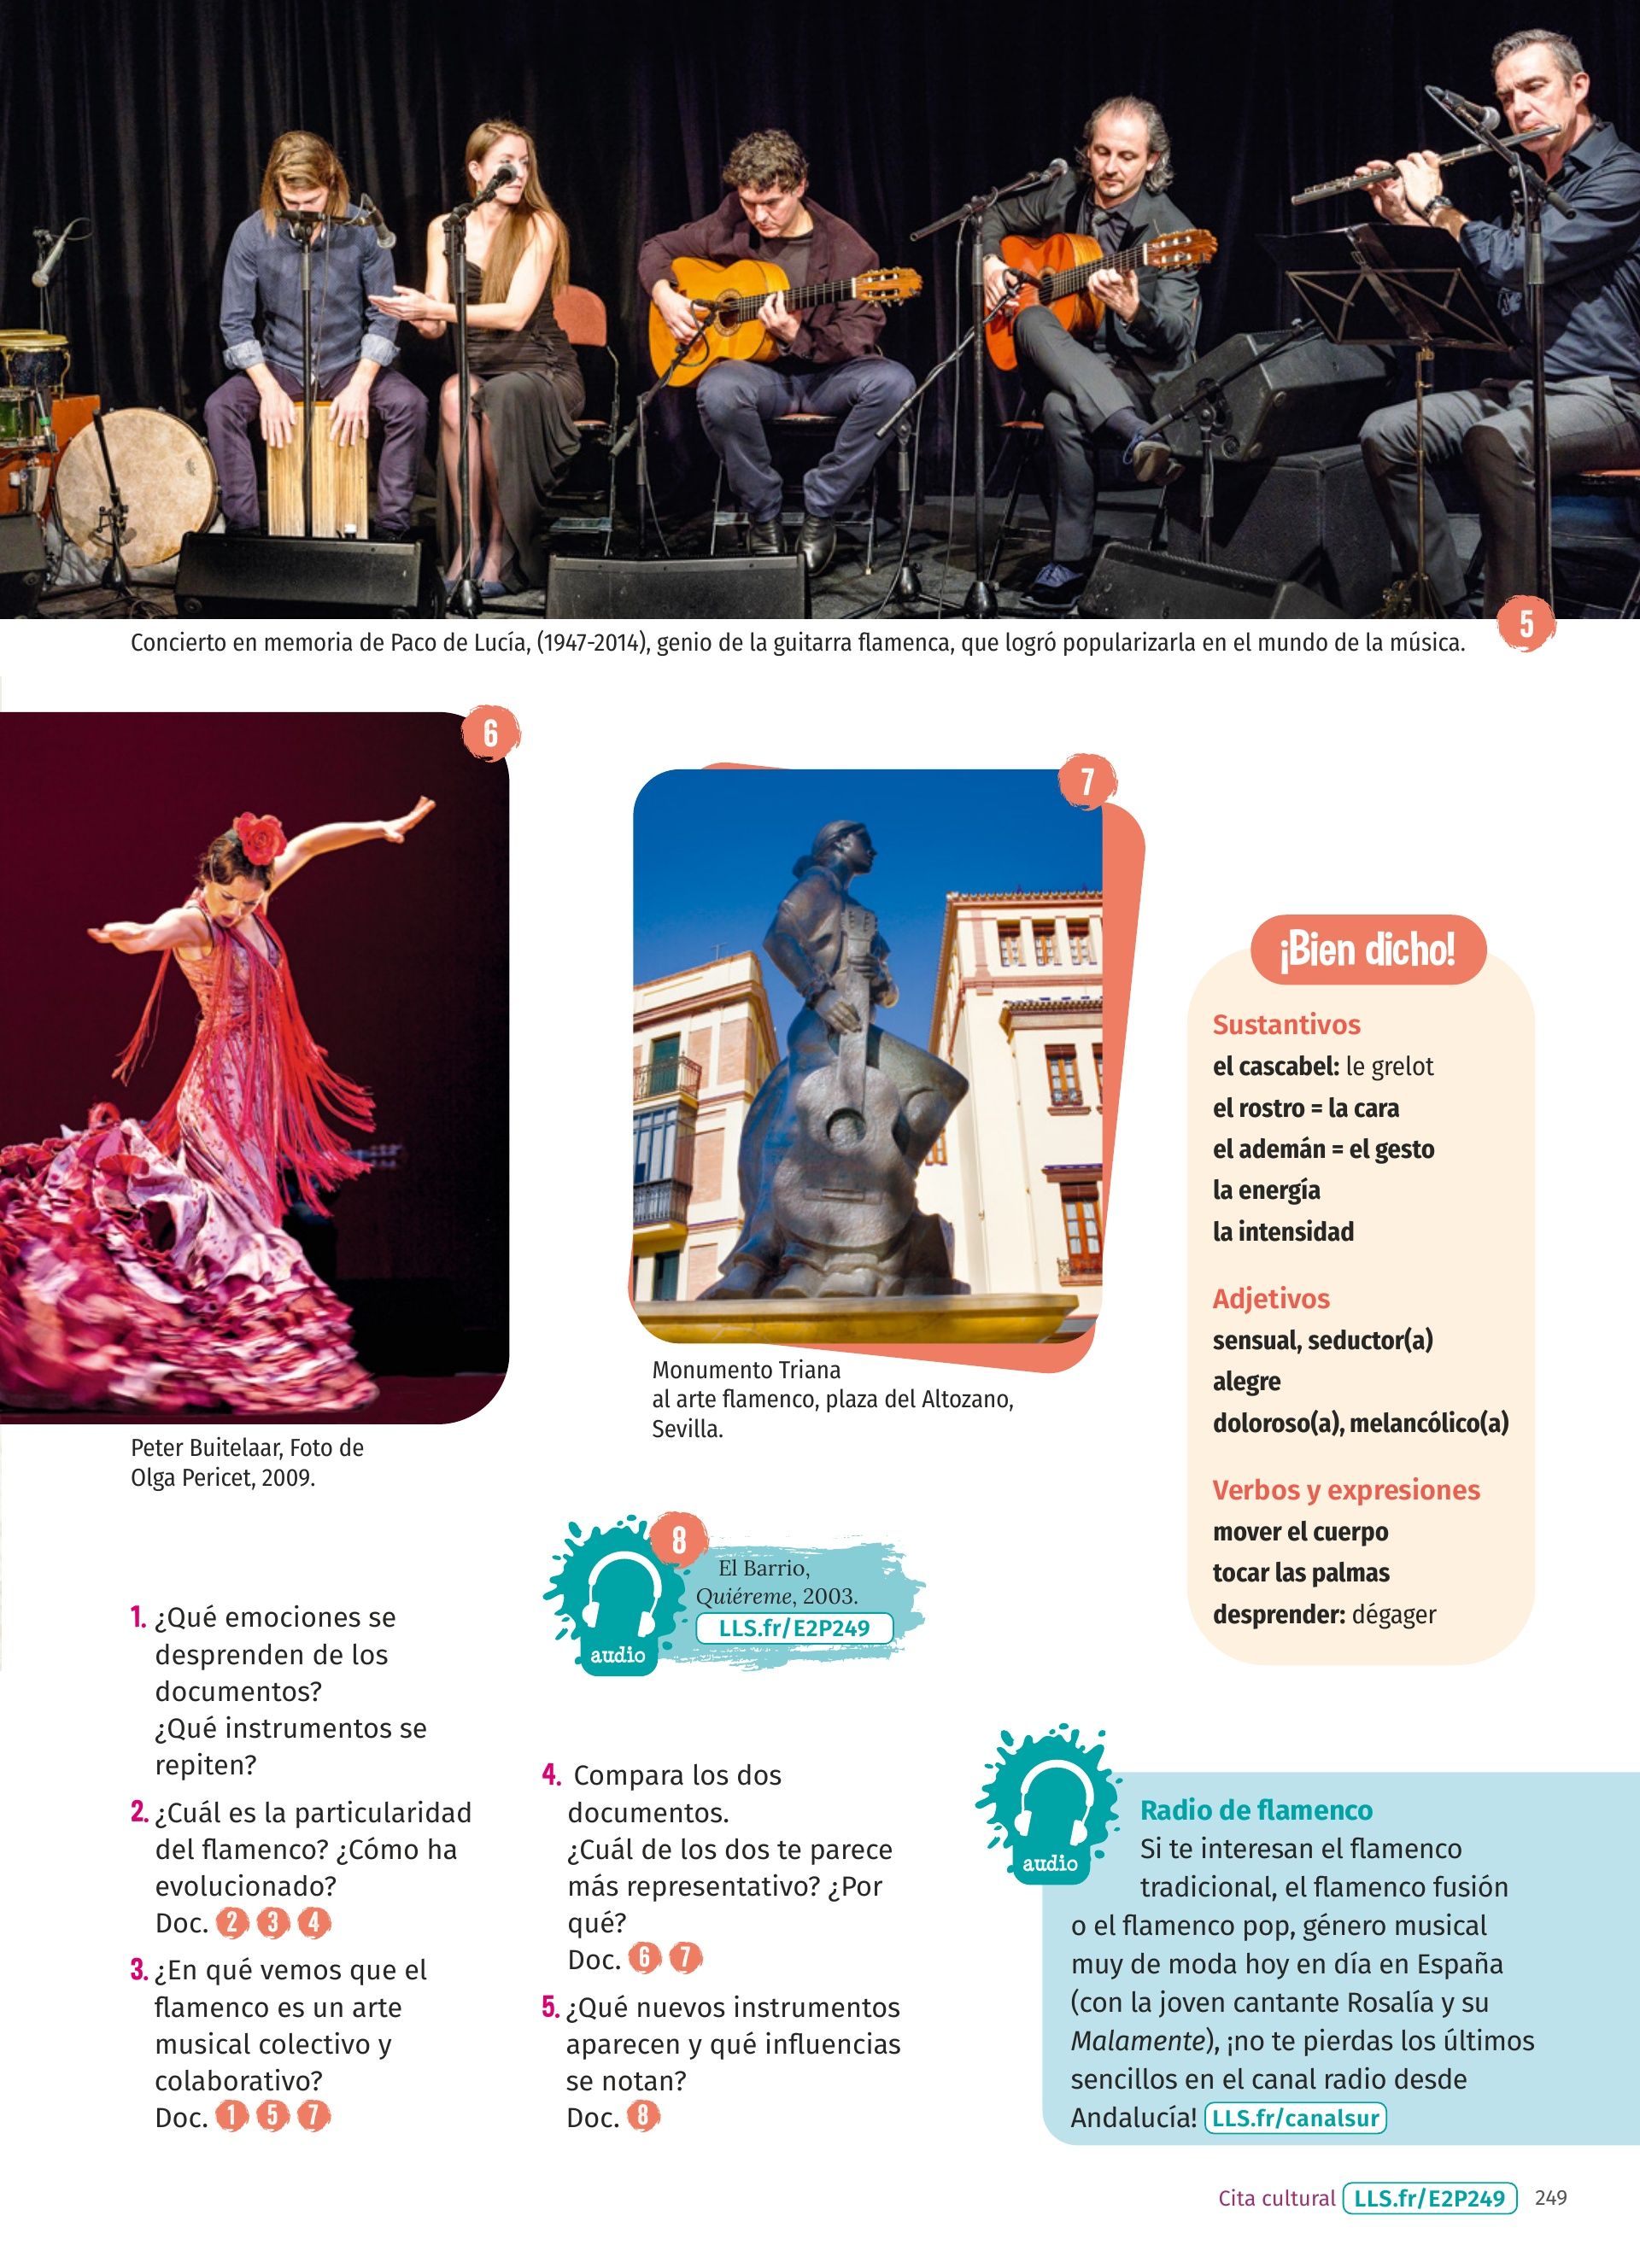 5
Concierto en memoria de Paco de Lucía, (1947-2014), genio de la guitarra flamenca, que logró popularizarla en el mundo de la música.
6
Peter Buitelaar, Foto de
Olga Pericet, 2009.
7
Monumento Triana
al arte flamenco, plaza del Altozano,
Sevilla.
¡Bien dicho!
Sustantivos
el cascabel: le grelot
el rostro = la cara
el ademán = el gesto
la energía
la intensidad
Adjetivos
sensual, seductor(a)
alegre
doloroso(a), melancólico(a)
Verbos y expresiones
mover el cuerpo
tocar las palmas
desprender: dégager
8
audio
El Barrio,
Quiéreme, 2003.
LLS.fr/E2P249
1. ¿Qué emociones se
desprenden de los
documentos?
¿Qué instrumentos se
repiten?
2. ¿Cuál es la particularidad
del flamenco? ¿Cómo ha
evolucionado?
Doc. 2 3 4
3. ¿En qué vemos que el
flamenco es un arte
musical colectivo y
colaborativo?
Doc. 1 5 7
4. Compara los dos
documentos.
¿Cuál de los dos te parece
más representativo? ¿Por
qué?
Doc. 6 7
5. ¿Qué nuevos instrumentos
aparecen y qué influencias
se notan?
Doc. 8
audio
Radio de flamenco
Si te interesan el flamenco
tradicional, el flamenco fusión
o el flamenco pop, género musical
muy de moda hoy en día en España
(con la joven cantante Rosalía y su
Malamente), ¡no te pierdas los últimos
sencillos en el canal radio desde
Andalucía! LLS.fr/canalsur
Cita cultural LLS.fr/E2P249 249